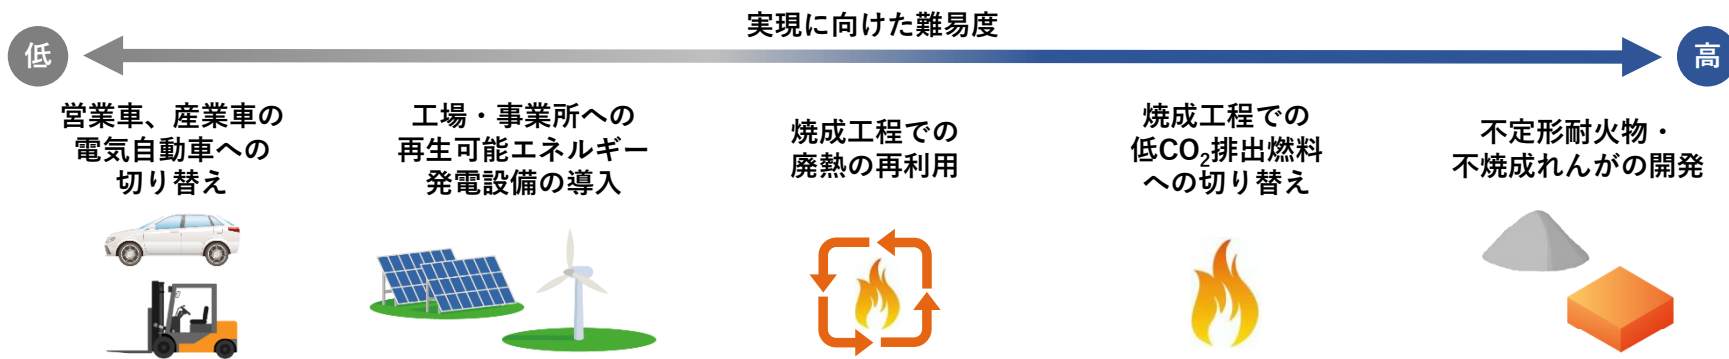 実現に向けた難易度
低
高
営業車、産業車の
電気自動車への
切り替え
工場・事業所への
再生可能エネルギー
発電設備の導入
焼成工程での
廃熱の再利用
焼成工程での
低CO₂排出燃料
への切り替え
不定形耐火物・
不焼成れんがの開発